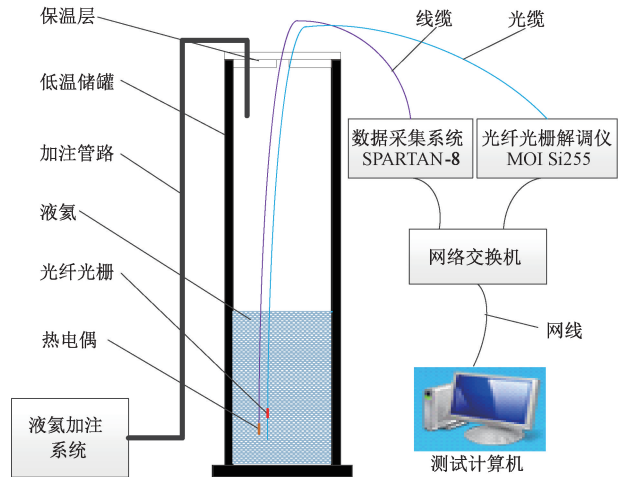 保温层
线缆
光缆
低温储罐
数据采集系统
SPARTAN-8
光纤光栅解调仪
MOI Si255
加注管路
液氮
网络交换机
光纤光栅
网线
热电偶
液氮加注
系统
测试计算机